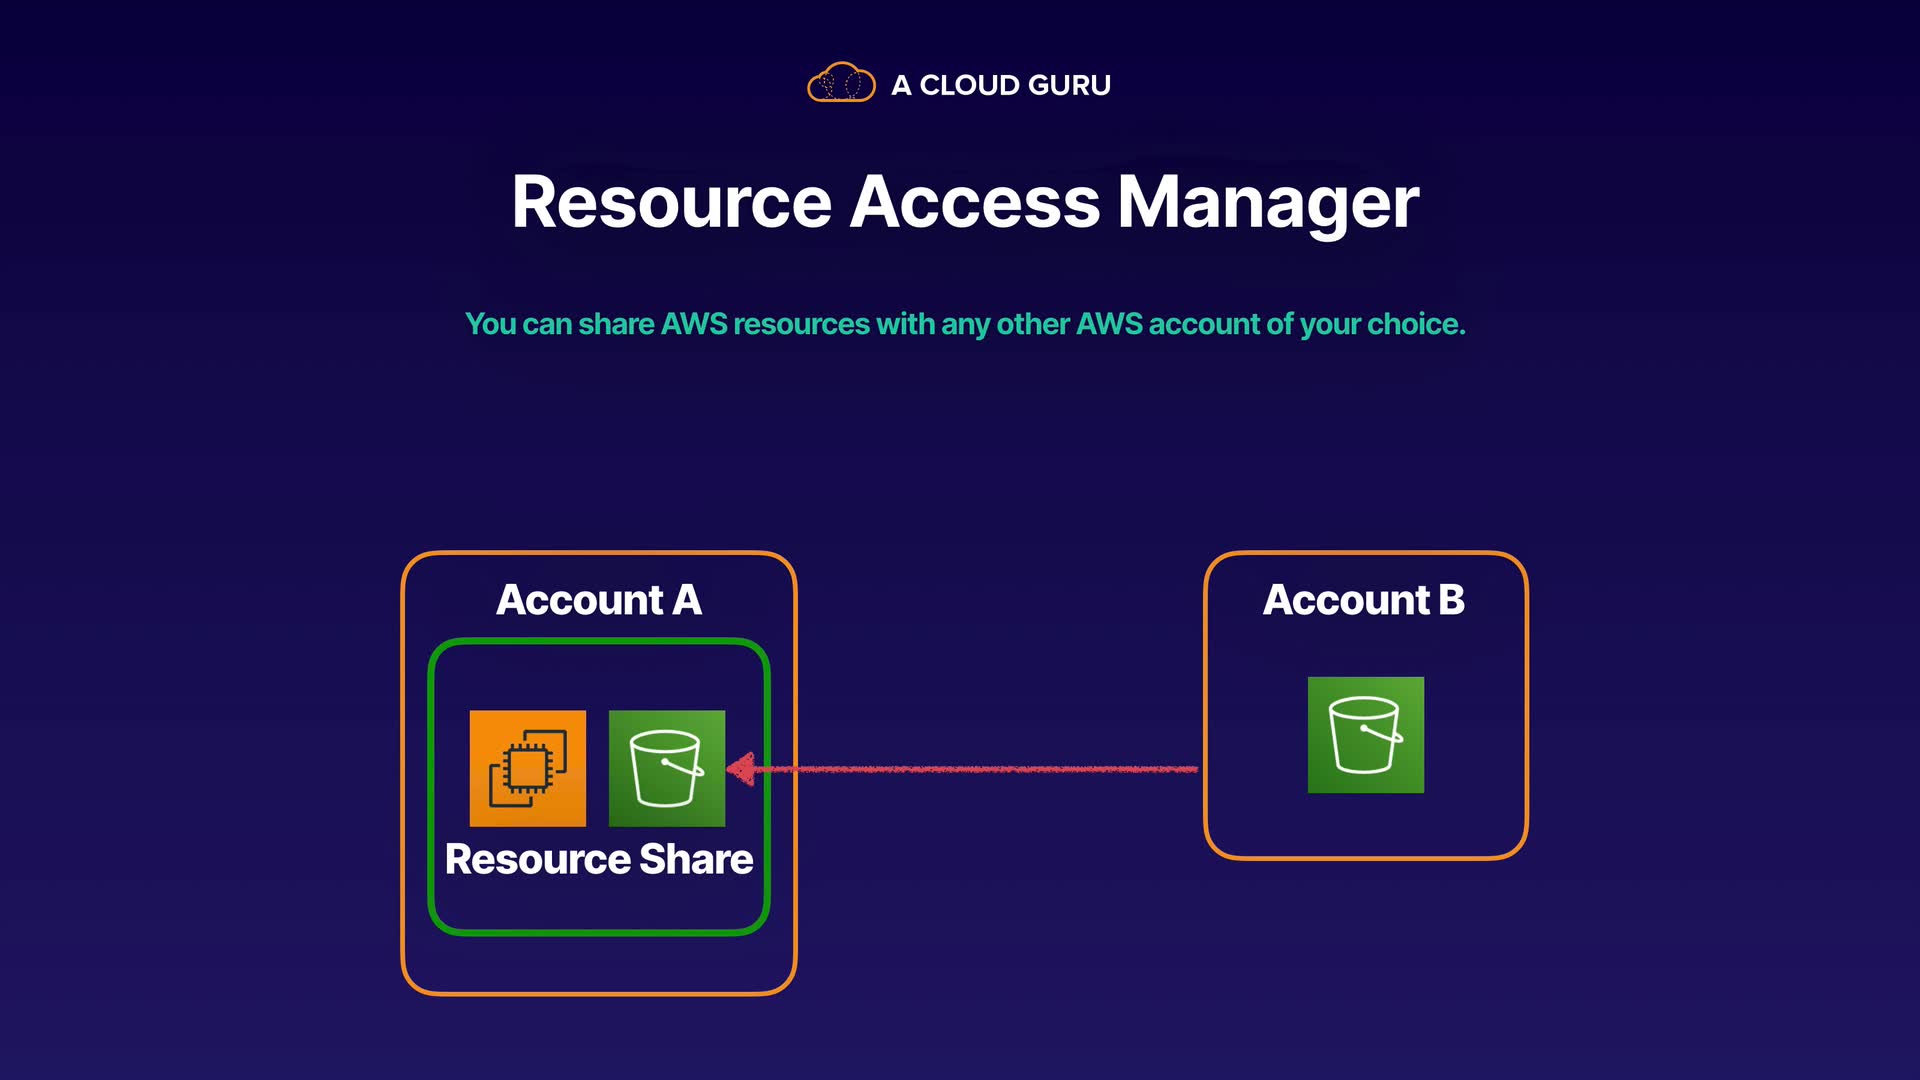 A CLOUD GURU
Resource Access Manager
You can share AWS resources with any other AWS account of your choice.
Account A
Account B
Resource Share